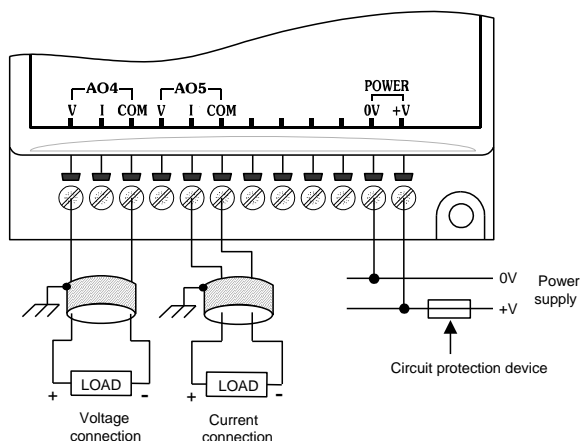 AO4 AO5 POWER
V I COM V I COM 0V +V
0V
Power
supply
+V
Circuit protection device
+ LOAD - + LOAD -
Voltage
connection
Current
connection